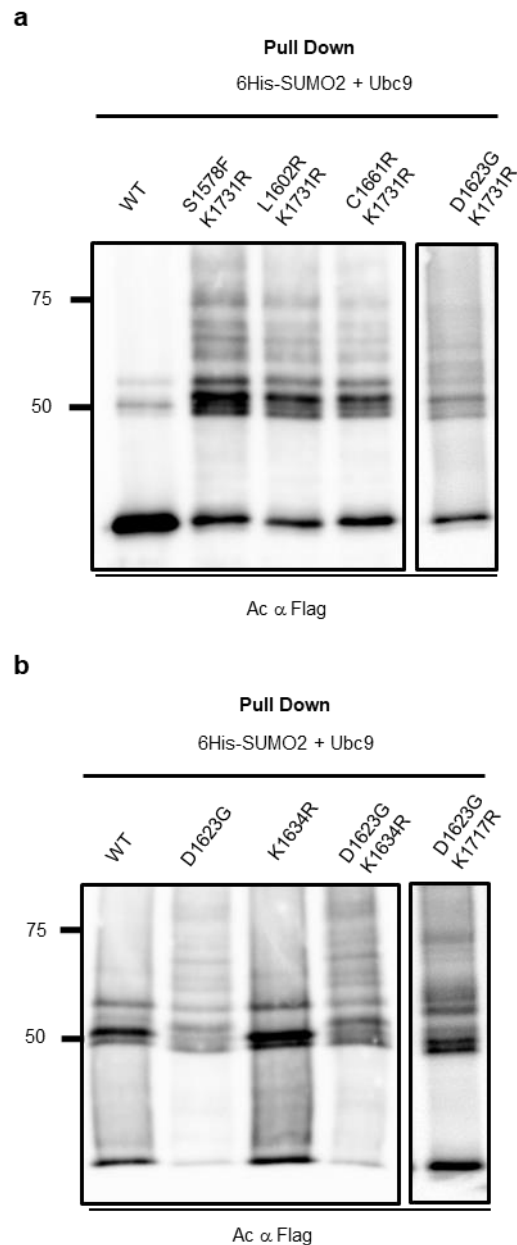 a
Pull Down
6His-SUMO2 + Ubc9
WT
S1578F
K1731R
L1602R
K1731R
C1661R
K1731R
D1623G
K1731R
75
50
Ac α Flag
b
Pull Down
6His-SUMO2 + Ubc9
WT
D1623G
K1634R
D1623G
K1634R
D1623G
K1717R
75
50
Ac α Flag